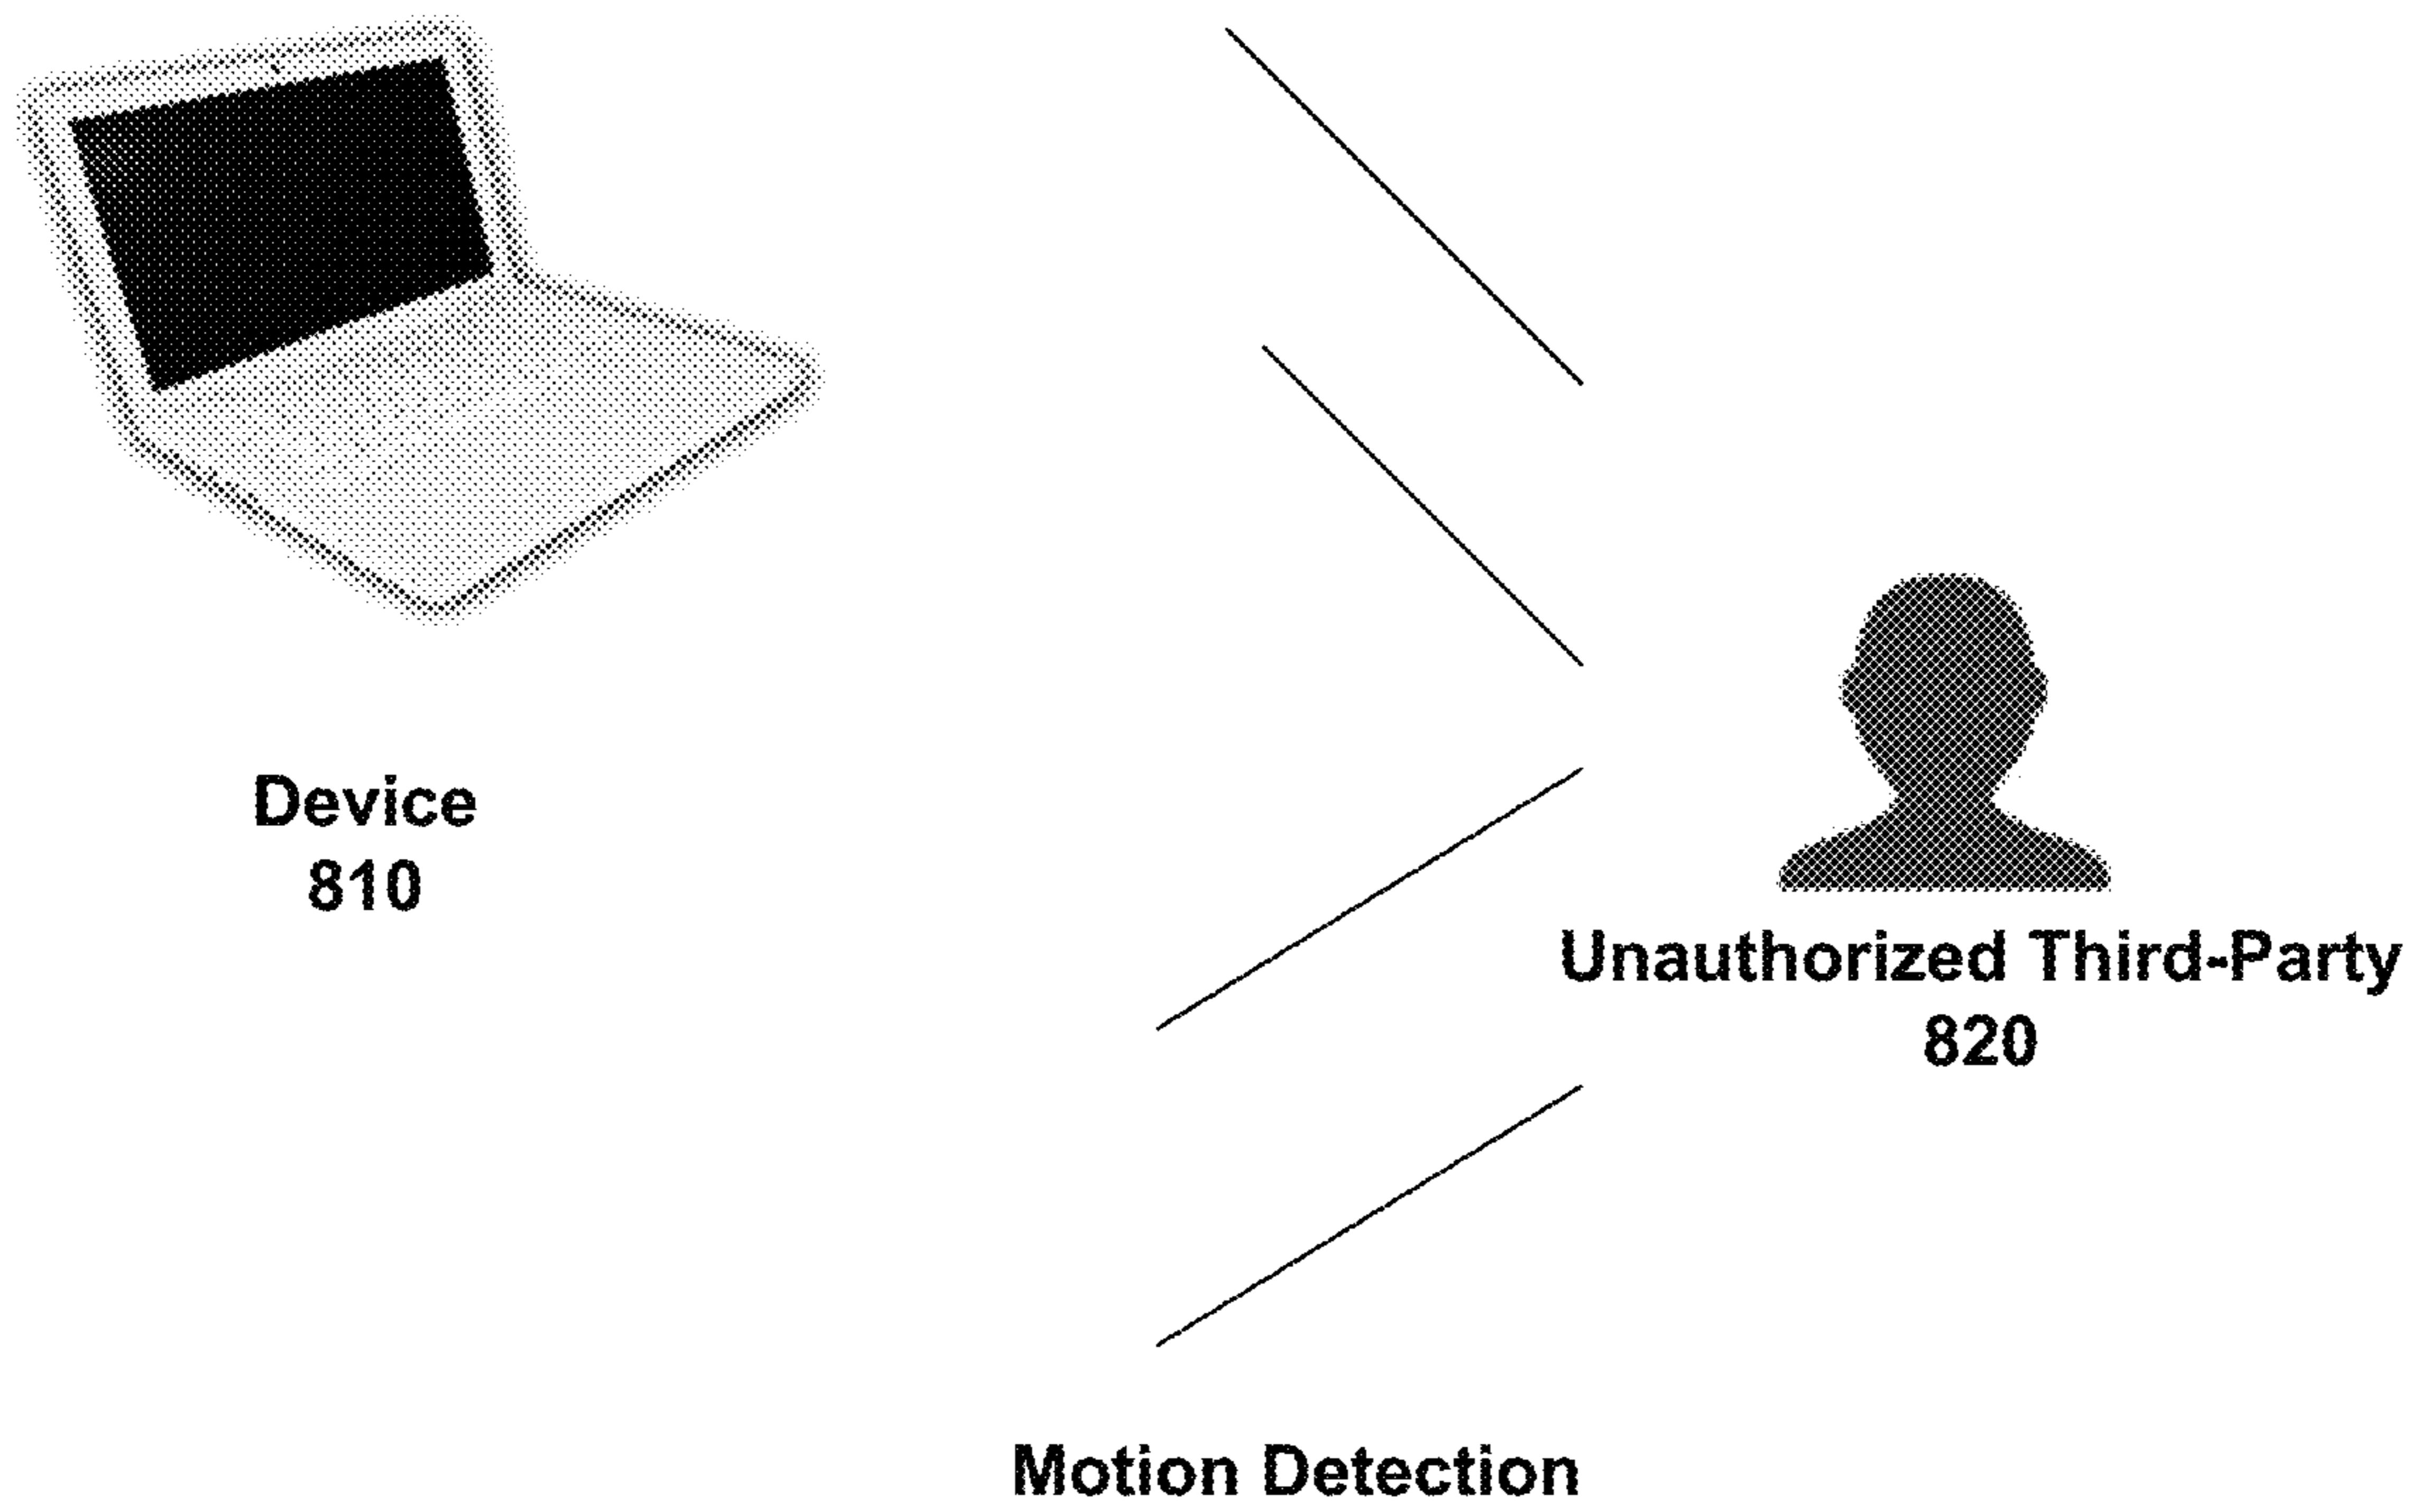 Device
810
Unauthorized Third-Party
820
Motion Detection